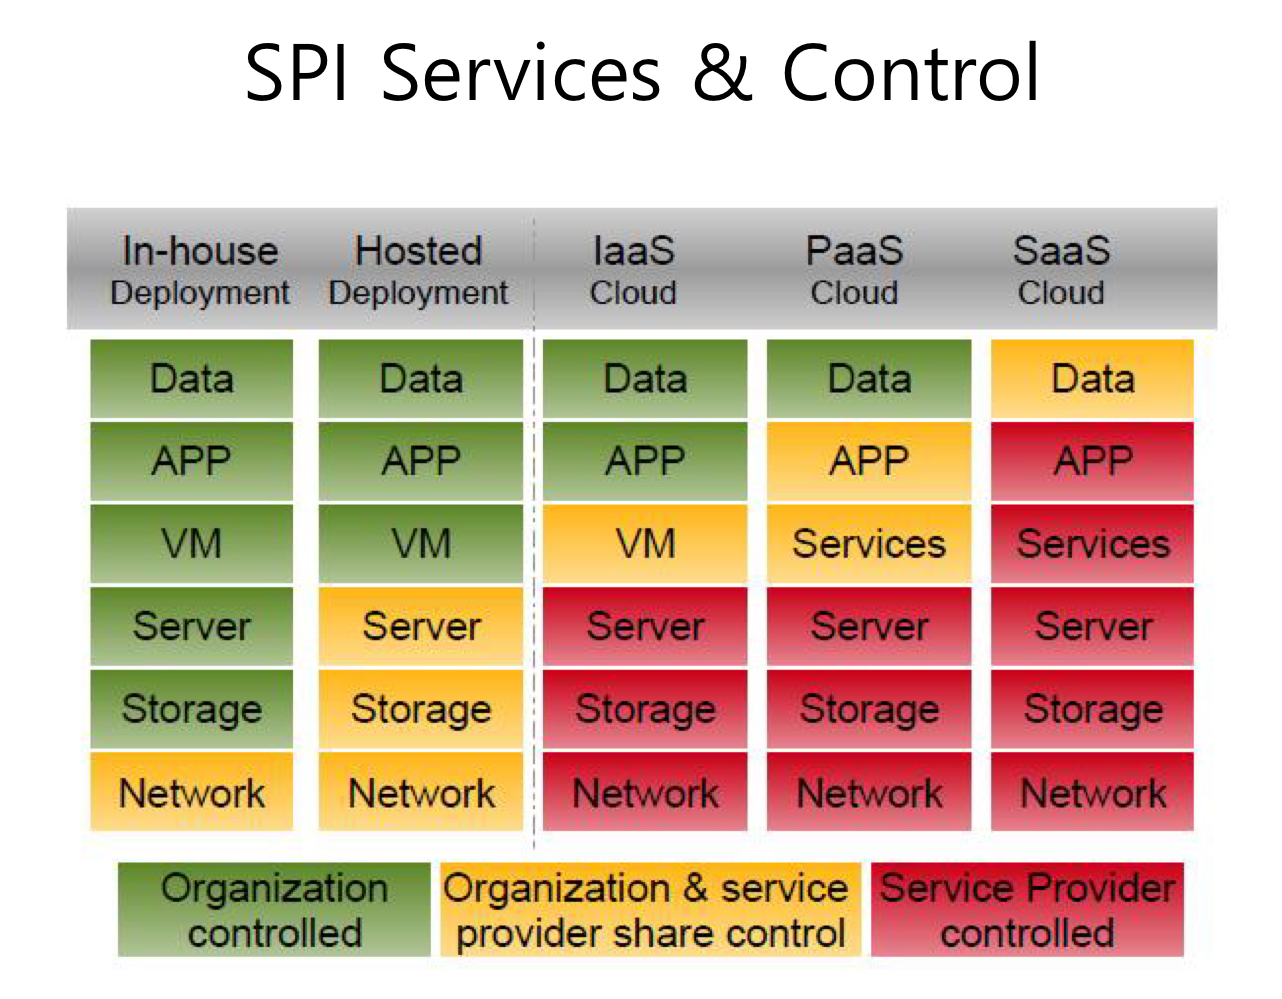 SPI Services & Control
In-house Hosted IaaS PaaS SaaS
Deployment Deployment Cloud Cloud Cloud
Data Data Data Data Data
APP APP APP APP APP
VM VM VM Services Services
Server Server Server Server Server
Storage Storage Storage Storage Storage
Network Network Network Network Network
Organization Organization & service Service Provider
controlled provider share control controlled